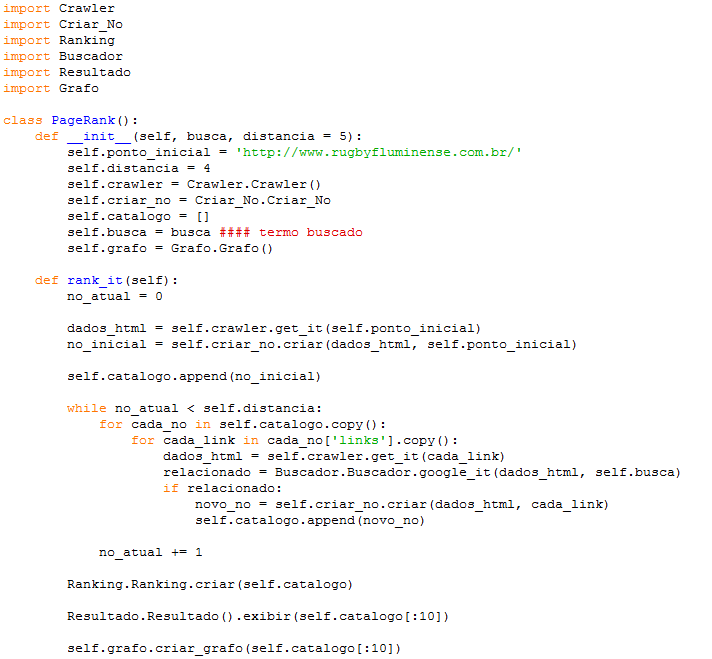 import Crawler
import Criar_No
import Ranking
import Buscador
import Resultado
import Grafo

class PageRank():
    def __init__(self, busca, distancia = 5):
        self.ponto_inicial = 'http://www.rugbyfluminense.com.br/'
        self.distancia = 4
        self.crawler = Crawler.Crawler()
        self.criar_no = Criar_No.Criar_No
        self.catalogo = []
        self.busca = busca #### termo buscado
        self.grafo = Grafo.Grafo()

    def rank_it(self):
        no_atual = 0

        dados_html = self.crawler.get_it(self.ponto_inicial)
        no_inicial = self.criar_no.criar(dados_html, self.ponto_inicial)

        self.catalogo.append(no_inicial)

        while no_atual < self.distancia:
            for cada_no in self.catalogo.copy():
                for cada_link in cada_no['links'].copy():
                    dados_html = self.crawler.get_it(cada_link)
                    relacionado = Buscador.Buscador.google_it(dados_html, self.busca)
                    if relacionado:
                        novo_no = self.criar_no.criar(dados_html, cada_link)
                        self.catalogo.append(novo_no)

            no_atual += 1

        Ranking.Ranking.criar(self.catalogo)

        Resultado.Resultado().exibir(self.catalogo[:10])

        self.grafo.criar_grafo(self.catalogo[:10])